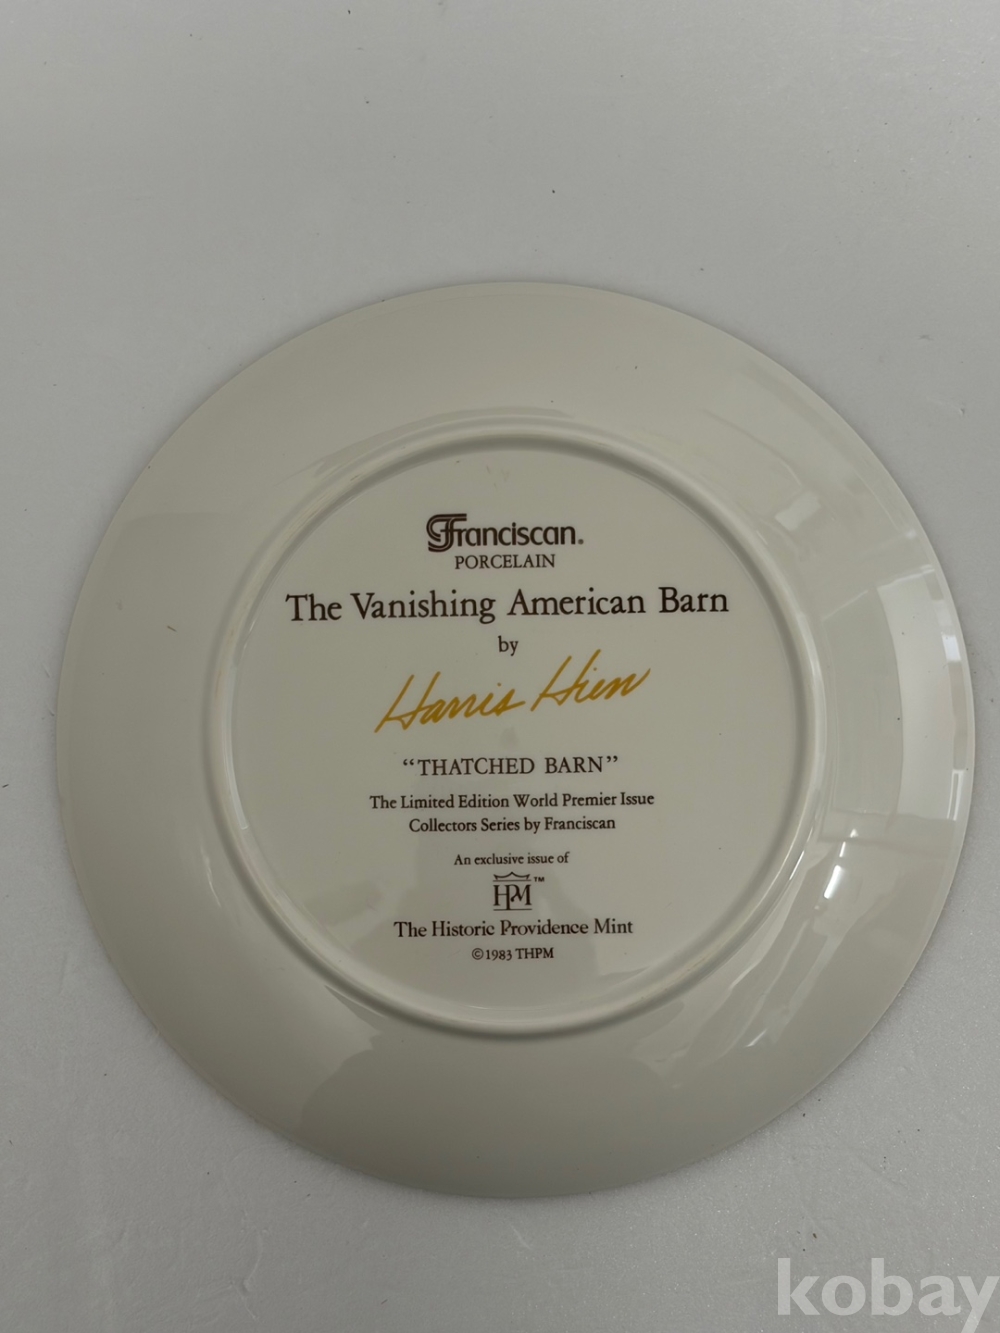 Franciscan.
PORCELAIN
The Vanishing American Barn
by
Harris Hien
“THATCHED BARN”
The Limited Edition World Premier Issue
Collectors Series by Franciscan
An exclusive issue of
HPM™
The Historic Providence Mint
©1983 THPM
kobay